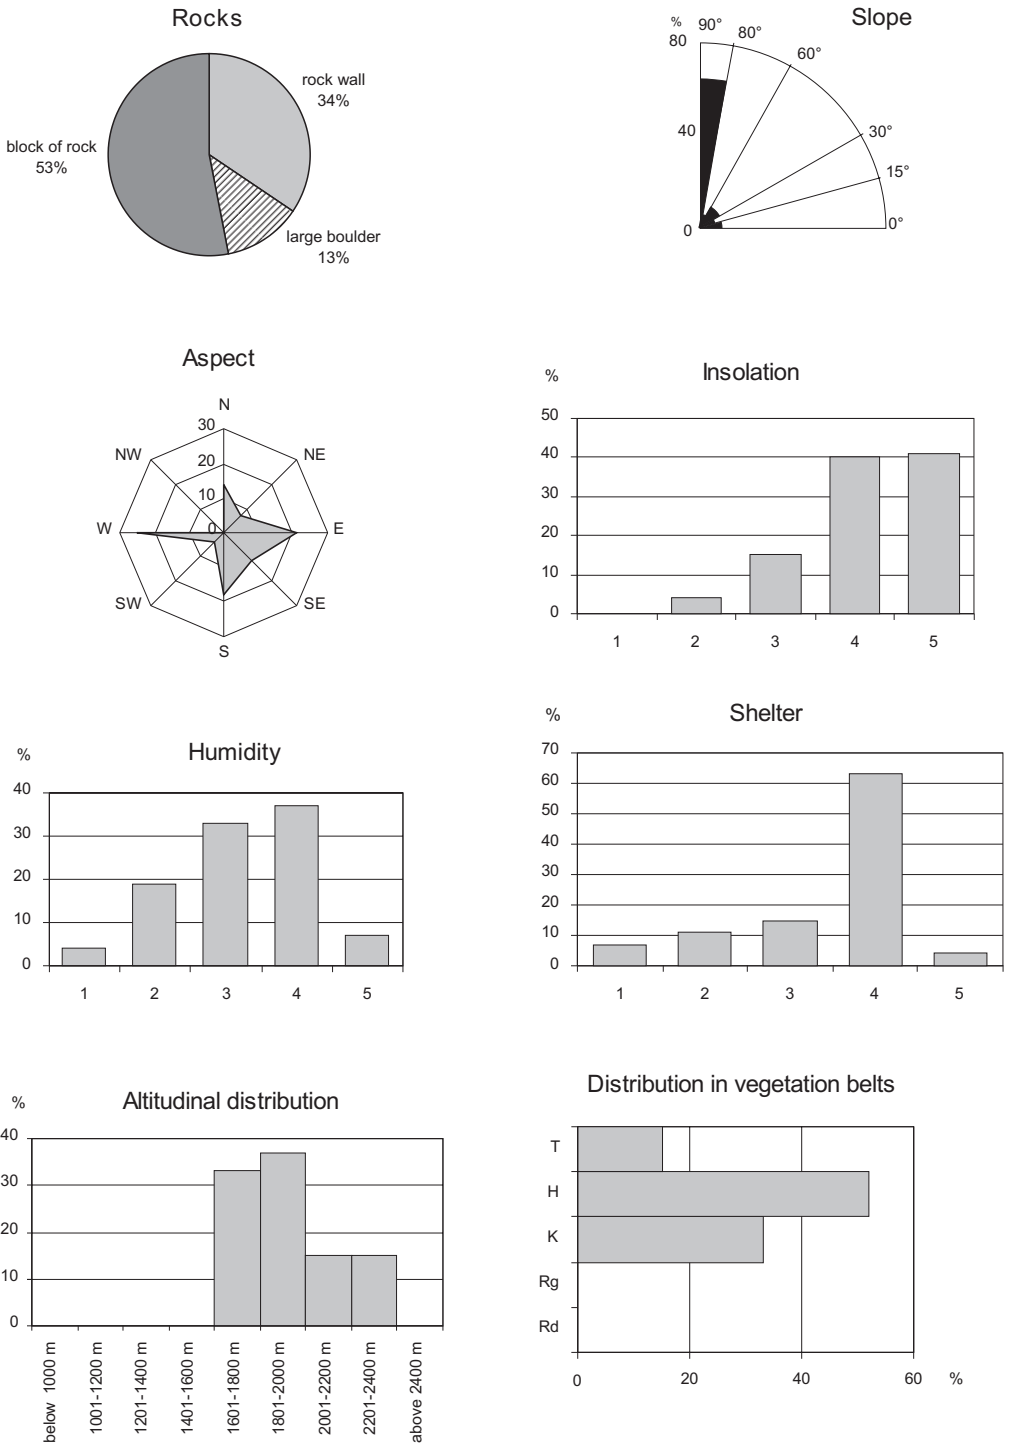 Rocks
rock wall
34%
block of rock
53%
large boulder
13%
Slope
%
80
90°
80°
60°
40
30°
15°
0
0°
Aspect
N
30
NW
20
NE
10
W
0
E
SW
SE
S
Insolation
%
50
40
30
20
10
0
1 2 3 4 5
Humidity
%
40
30
20
10
0
1 2 3 4 5
Shelter
%
70
60
50
40
30
20
10
0
1 2 3 4 5
Altitudinal distribution
%
40
30
20
10
0
below 1000 m
1001-1200 m
1201-1400 m
1401-1600 m
1601-1800 m
1801-2000 m
2001-2200 m
2201-2400 m
above 2400 m
Distribution in vegetation belts
T
H
K
Rg
Rd
0 20 40 60 %